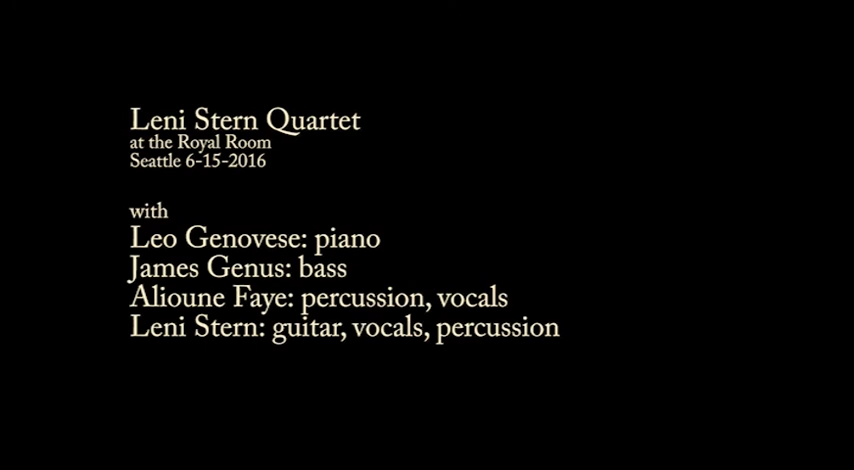 Leni Stern Quartet
at the Royal Room
Seattle 6-15-2016
with
Leo Genovese: piano
James Genus: bass
Alioune Faye: percussion, vocals
Leni Stern: guitar, vocals, percussion